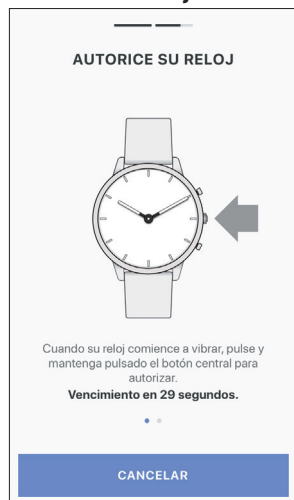 AUTORICE SU RELOJ
Cuando su reloj comience a vibrar, pulse y
mantenga pulsado el botón central para
autorizar.
Vencimiento en 29 segundos.
CANCELAR